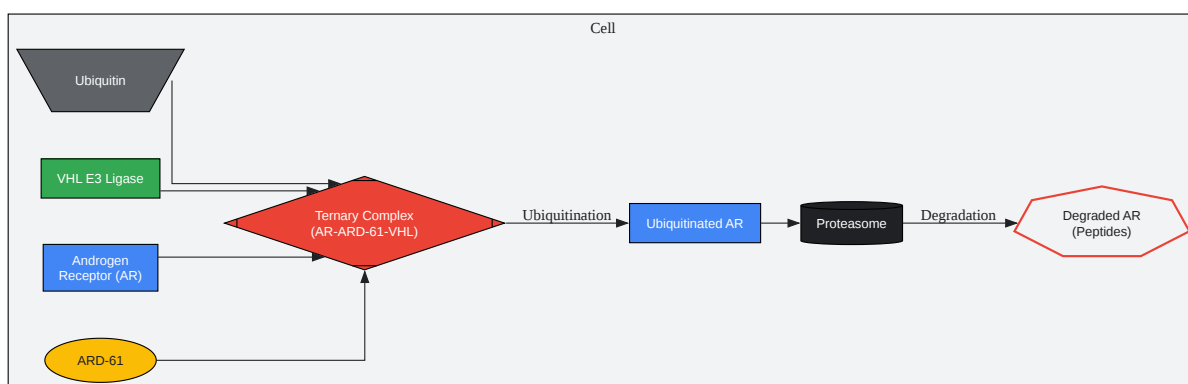 Cell
Ubiquitin
VHL E3 Ligase
Androgen
Receptor (AR)
ARD-61
Ternary Complex
(AR-ARD-61-VHL)
Ubiquitination
Ubiquitinated AR
Proteasome
Degradation
Degraded AR
(Peptides)